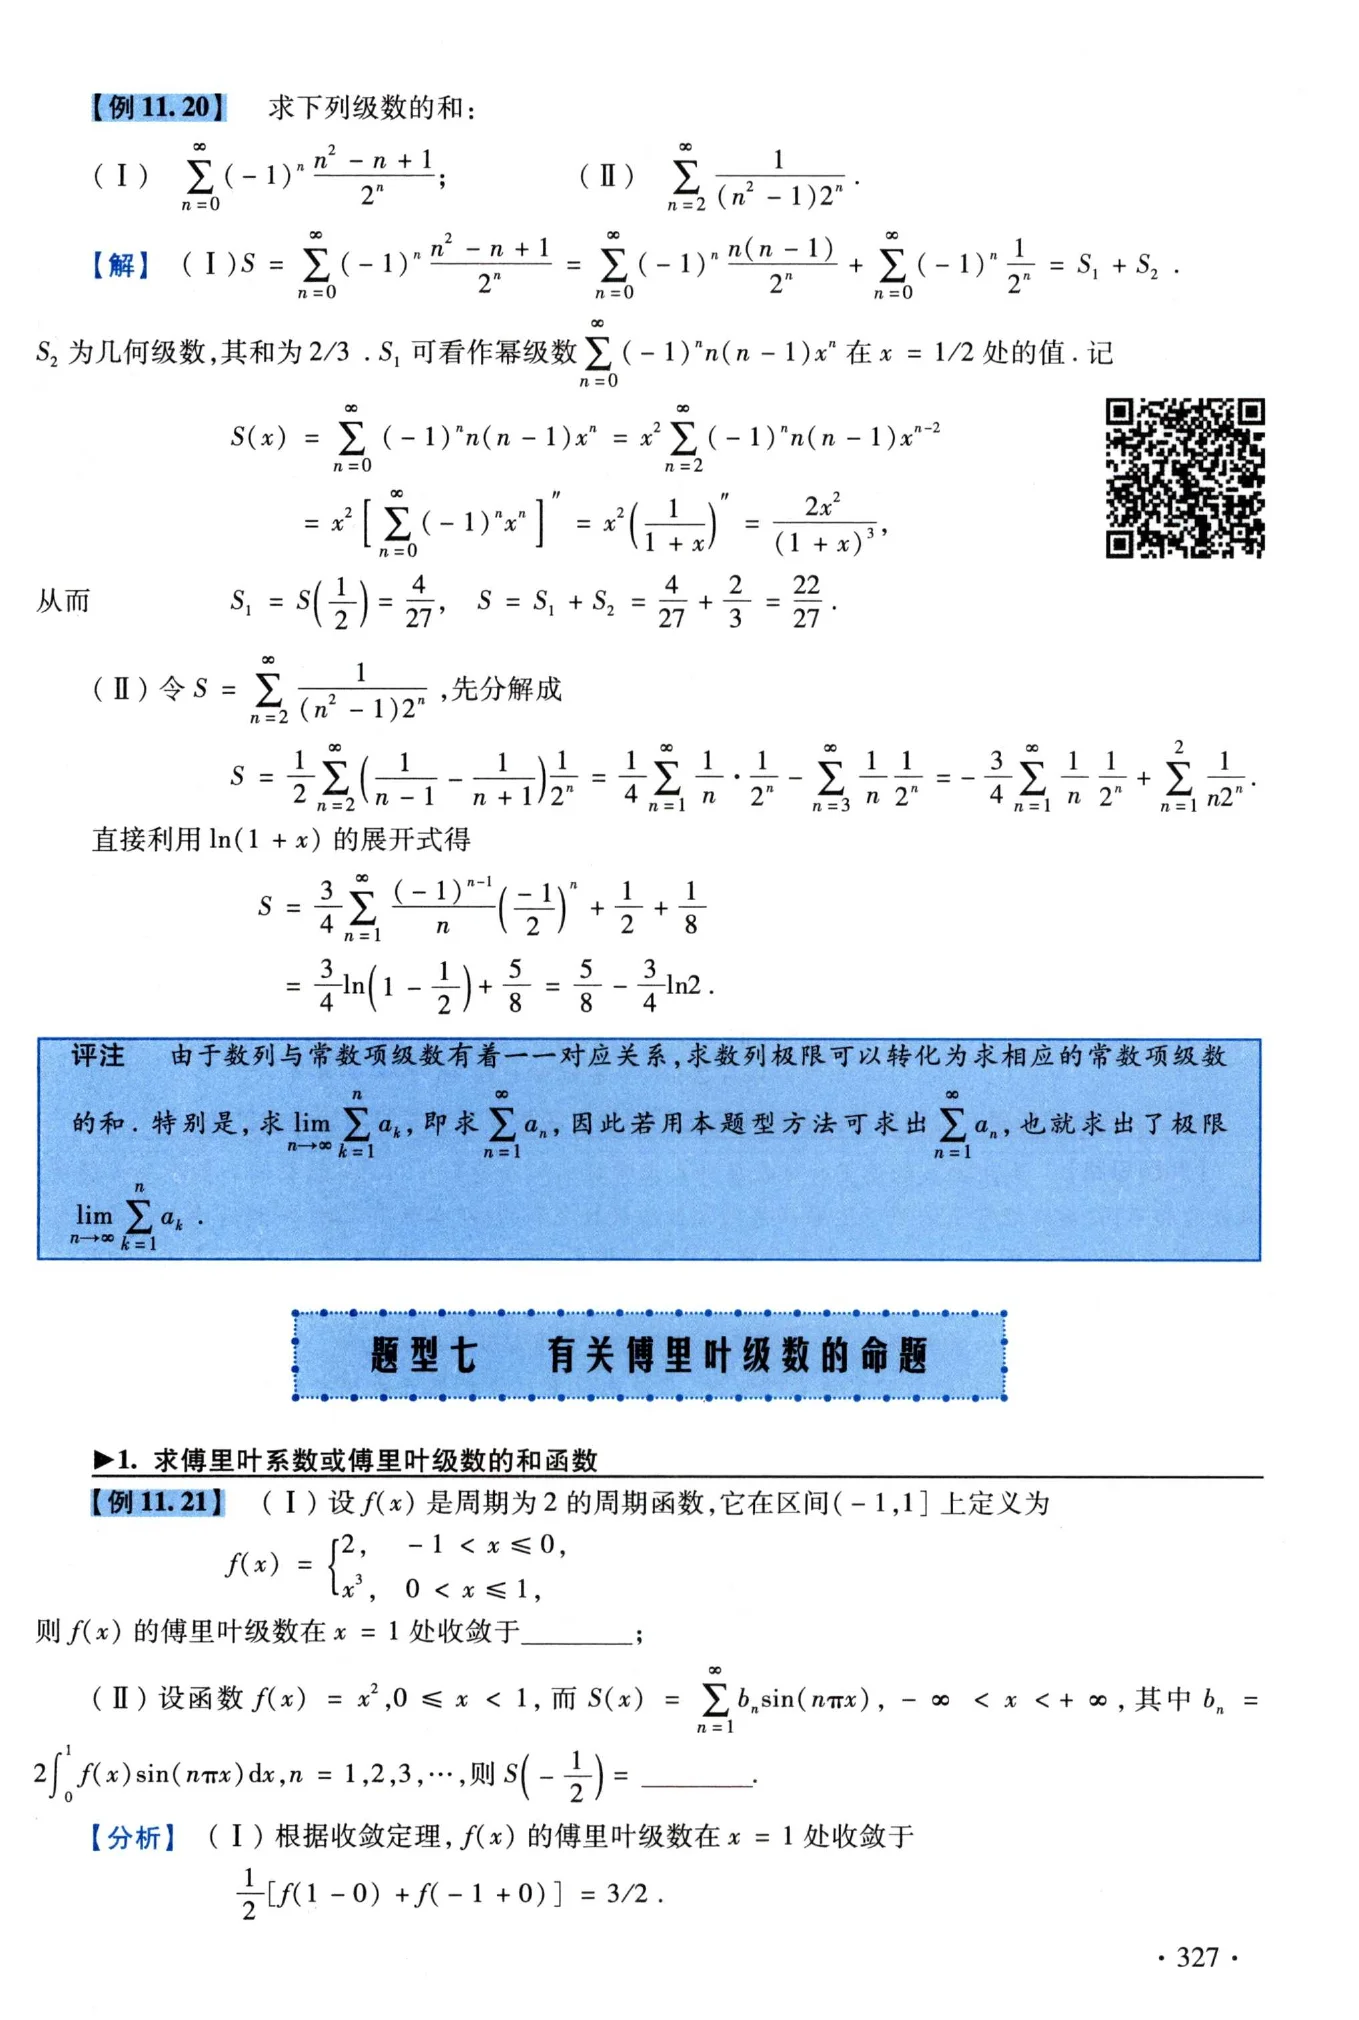 【例 11.20】 求下列级数的和:
(Ⅰ) $\sum_{n=0}^{\infty}(-1)^n\frac{n^2-n+1}{2^n}$; (Ⅱ) $\sum_{n=2}^{\infty}\frac{1}{(n^2-1)2^n}$.
【解】 (Ⅰ)$S=\sum_{n=0}^{\infty}(-1)^n\frac{n^2-n+1}{2^n}=\sum_{n=0}^{\infty}(-1)^n\frac{n(n-1)}{2^n}+\sum_{n=0}^{\infty}(-1)^n\frac{1}{2^n}=S_1+S_2$.
$S_2$ 为几何级数,其和为 2/3 . $S_1$ 可看作幂级数 $\sum_{n=0}^{\infty}(-1)^n n(n-1)x^n$ 在 $x=1/2$ 处的值. 记
$S(x)=\sum_{n=0}^{\infty}(-1)^n n(n-1)x^n=x^2\sum_{n=2}^{\infty}(-1)^n n(n-1)x^{n-2}$
$=x^2\left[\sum_{n=0}^{\infty}(-1)^n x^n\right]''=x^2\left(\frac{1}{1+x}\right)''=\frac{2x^2}{(1+x)^3}$,
从而 $S_1=S\left(\frac{1}{2}\right)=\frac{4}{27}$, $S=S_1+S_2=\frac{4}{27}+\frac{2}{3}=\frac{22}{27}$.
(Ⅱ) 令 $S=\sum_{n=2}^{\infty}\frac{1}{(n^2-1)2^n}$,先分解成
$S=\frac{1}{2}\sum_{n=2}^{\infty}\left(\frac{1}{n-1}-\frac{1}{n+1}\right)\frac{1}{2^n}=\frac{1}{4}\sum_{n=1}^{\infty}\frac{1}{n}\cdot\frac{1}{2^n}-\sum_{n=3}^{\infty}\frac{1}{n}\frac{1}{2^n}=-\frac{3}{4}\sum_{n=1}^{\infty}\frac{1}{n}\frac{1}{2^n}+\sum_{n=1}^{2}\frac{1}{n2^n}$.
直接利用 $\ln(1+x)$ 的展开式得
$S=\frac{3}{4}\sum_{n=1}^{\infty}\frac{(-1)^{n-1}}{n}\left(\frac{-1}{2}\right)^n+\frac{1}{2}+\frac{1}{8}$
$=\frac{3}{4}\ln\left(1-\frac{1}{2}\right)+\frac{5}{8}=\frac{5}{8}-\frac{3}{4}\ln2$.
评注 由于数列与常数项级数有着一一对应关系,求数列极限可以转化为求相应的常数项级数
的和. 特别是,求 $\lim_{n\to\infty}\sum_{k=1}^{n}a_k$,即求 $\sum_{n=1}^{\infty}a_n$,因此若用本题型方法可求出 $\sum_{n=1}^{\infty}a_n$,也就求出了极限
$\lim_{n\to\infty}\sum_{k=1}^{n}a_k$.
题型七 有关傅里叶级数的命题
▶1. 求傅里叶系数或傅里叶级数的和函数
【例 11.21】 (Ⅰ) 设 $f(x)$ 是周期为 2 的周期函数,它在区间$(-1,1]$ 上定义为
$f(x)=\begin{cases}2, & -1<x\leqslant0,\\ x^3, & 0<x\leqslant1,\end{cases}$
则 $f(x)$ 的傅里叶级数在 $x=1$ 处收敛于________;
(Ⅱ) 设函数 $f(x)=x^2,0\leqslant x<1$,而 $S(x)=\sum_{n=1}^{\infty}b_n\sin(n\pi x),-\infty<x<+\infty$,其中 $b_n=$
$2\int_0^1 f(x)\sin(n\pi x)\mathrm{d}x,n=1,2,3,\cdots$,则 $S\left(-\frac{1}{2}\right)=$ ________.
【分析】 (Ⅰ) 根据收敛定理,$f(x)$ 的傅里叶级数在 $x=1$ 处收敛于
$\frac{1}{2}[f(1-0)+f(-1+0)]=3/2$.
· 327 ·